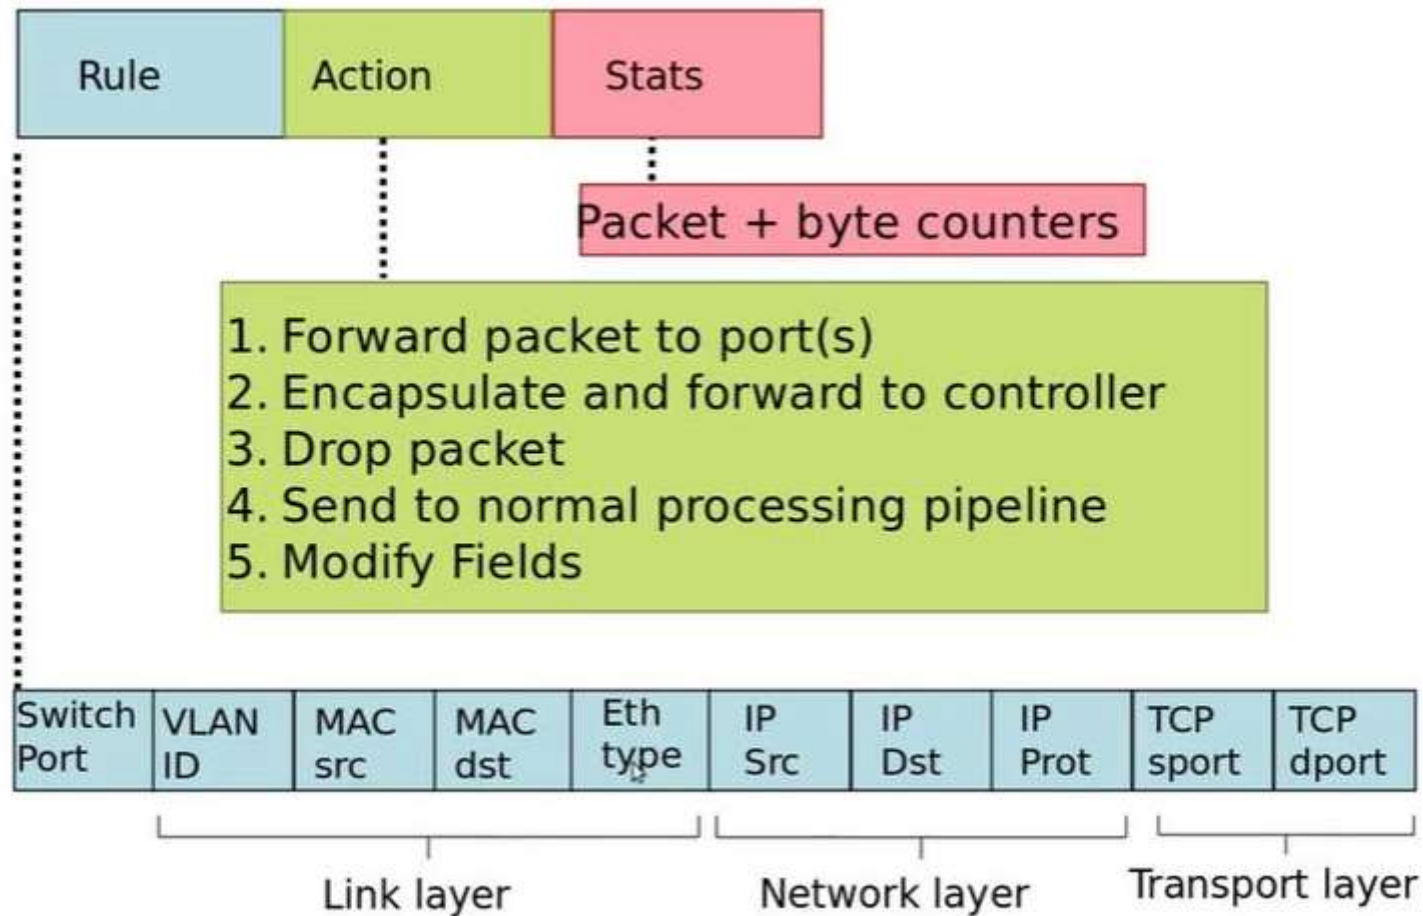 Rule Action Stats
Packet + byte counters
1. Forward packet to port(s)
2. Encapsulate and forward to controller
3. Drop packet
4. Send to normal processing pipeline
5. Modify Fields
Switch Port
VLAN ID
MAC src
MAC dst
Eth type
IP Src
IP Dst
IP Prot
TCP sport
TCP dport
Link layer
Network layer
Transport layer